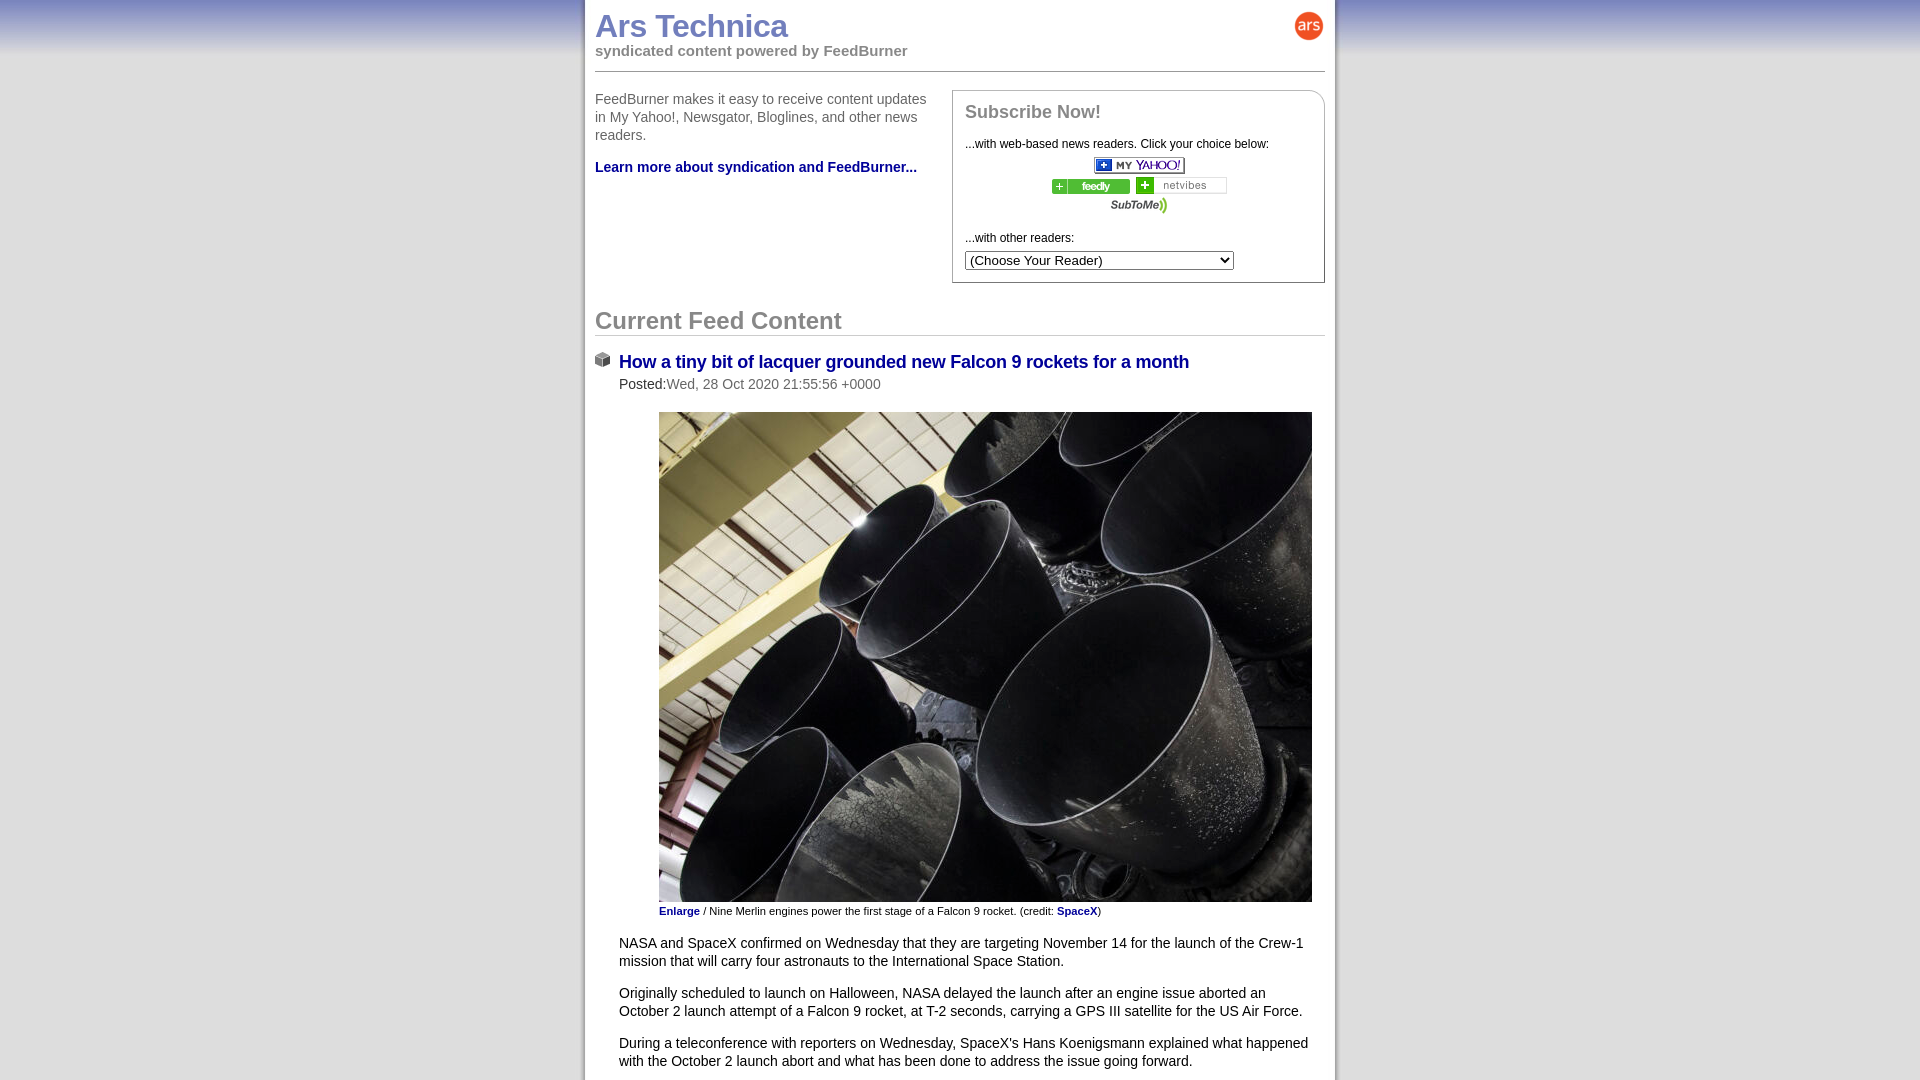 Ars Technica
ars
syndicated content powered by FeedBurner
FeedBurner makes it easy to receive content updates
in My Yahoo!, Newsgator, Bloglines, and other news
readers.
Learn more about syndication and FeedBurner...
Subscribe Now!
...with web-based news readers. Click your choice below:
MY YAHOO!
feedly netvibes
SubToMe
...with other readers:
(Choose Your Reader)
Current Feed Content
How a tiny bit of lacquer grounded new Falcon 9 rockets for a month
Posted:Wed, 28 Oct 2020 21:55:56 +0000
Enlarge / Nine Merlin engines power the first stage of a Falcon 9 rocket. (credit: SpaceX)
NASA and SpaceX confirmed on Wednesday that they are targeting November 14 for the launch of the Crew-1
mission that will carry four astronauts to the International Space Station.
Originally scheduled to launch on Halloween, NASA delayed the launch after an engine issue aborted an
October 2 launch attempt of a Falcon 9 rocket, at T-2 seconds, carrying a GPS III satellite for the US Air Force.
During a teleconference with reporters on Wednesday, SpaceX's Hans Koenigsmann explained what happened
with the October 2 launch abort and what has been done to address the issue going forward.